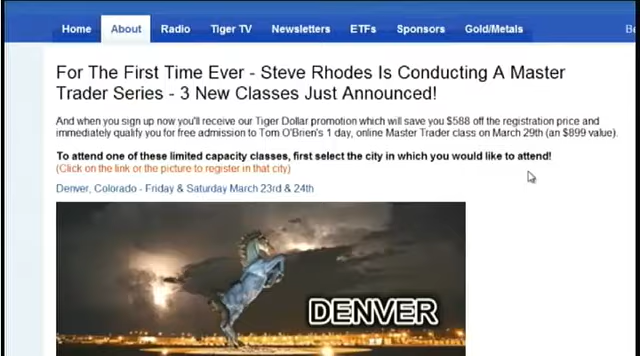 Home About Radio Tiger TV Newsletters ETFs Sponsors Gold/Metals
For The First Time Ever - Steve Rhodes Is Conducting A Master
Trader Series - 3 New Classes Just Announced!
And when you sign up now you'll receive our Tiger Dollar promotion which will save you $588 off the registration price and
immediately qualify you for free admission to Tom O'Brien's 1 day, online Master Trader class on March 29th (an $899 value).
To attend one of these limited capacity classes, first select the city in which you would like to attend!
(Click on the link or the picture to register in that city)
Denver, Colorado - Friday & Saturday March 23rd & 24th
DENVER